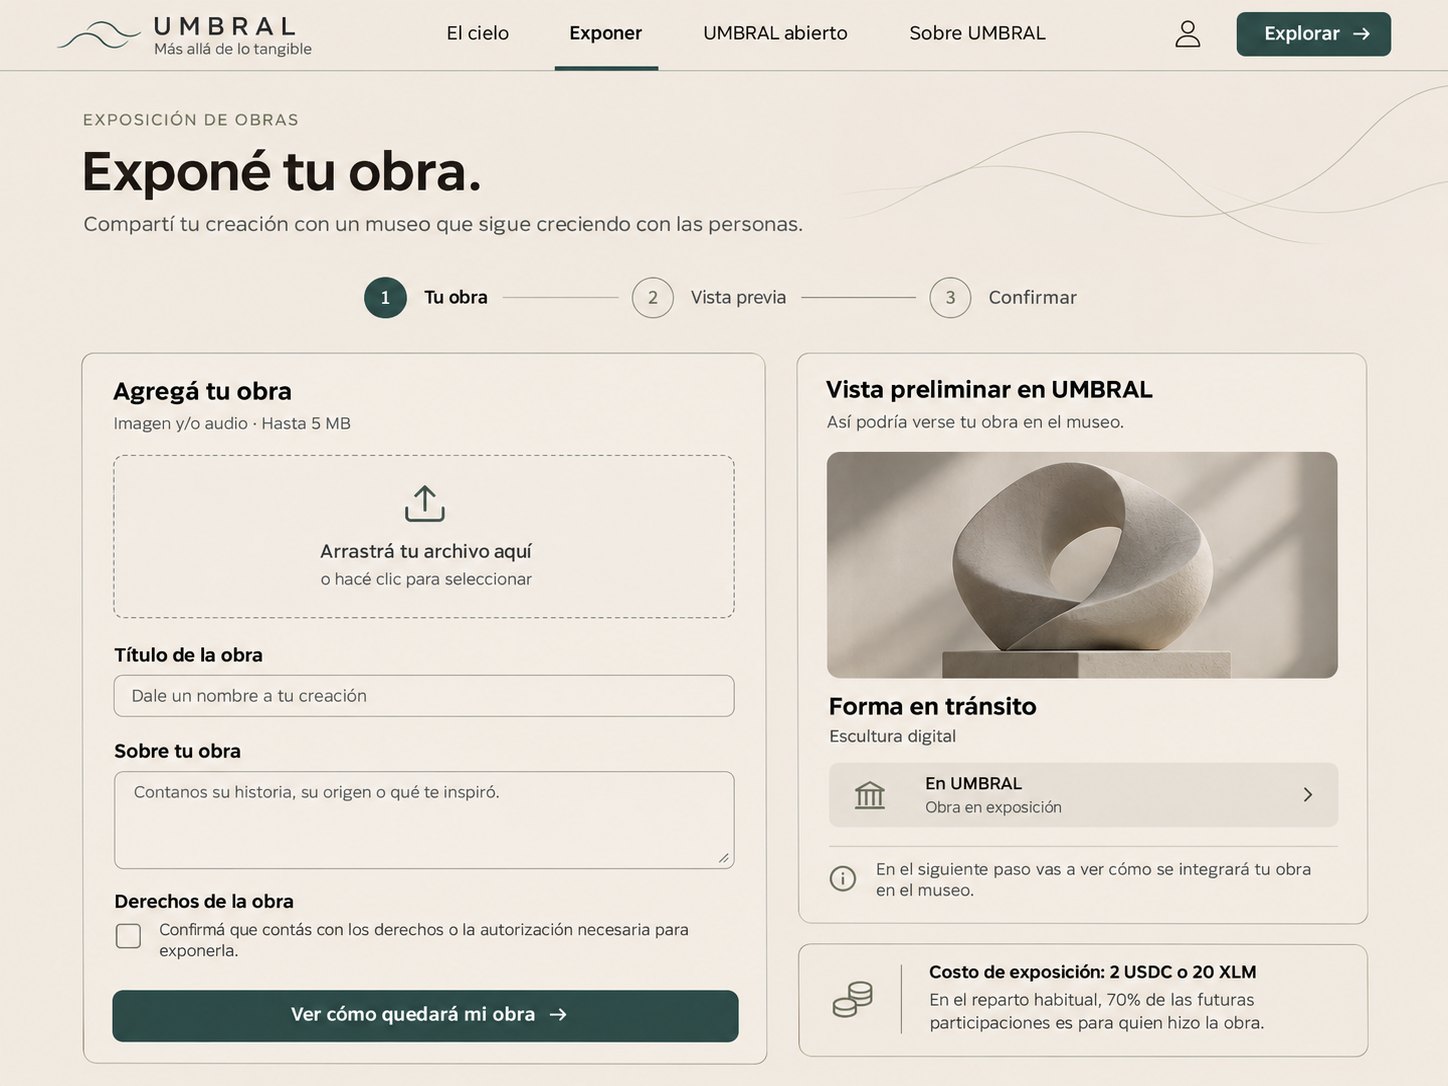 UMBRAL
Más allá de lo tangible
El cielo
Exponer
UMBRAL abierto
Sobre UMBRAL
Explorar →
EXPOSICIÓN DE OBRAS
Exponé tu obra.
Compartí tu creación con un museo que sigue creciendo con las personas.
1 Tu obra
2 Vista previa
3 Confirmar
Agregá tu obra
Imagen y/o audio · Hasta 5 MB
Arrastrá tu archivo aquí
o hacé clic para seleccionar
Título de la obra
Dale un nombre a tu creación
Sobre tu obra
Contanos su historia, su origen o qué te inspiró.
Derechos de la obra
Confirmá que contás con los derechos o la autorización necesaria para
exponerla.
Ver cómo quedará mi obra →
Vista preliminar en UMBRAL
Así podría verse tu obra en el museo.
Forma en tránsito
Escultura digital
En UMBRAL
Obra en exposición
En el siguiente paso vas a ver cómo se integrará tu obra
en el museo.
Costo de exposición: 2 USDC o 20 XLM
En el reparto habitual, 70% de las futuras
participaciones es para quien hizo la obra.